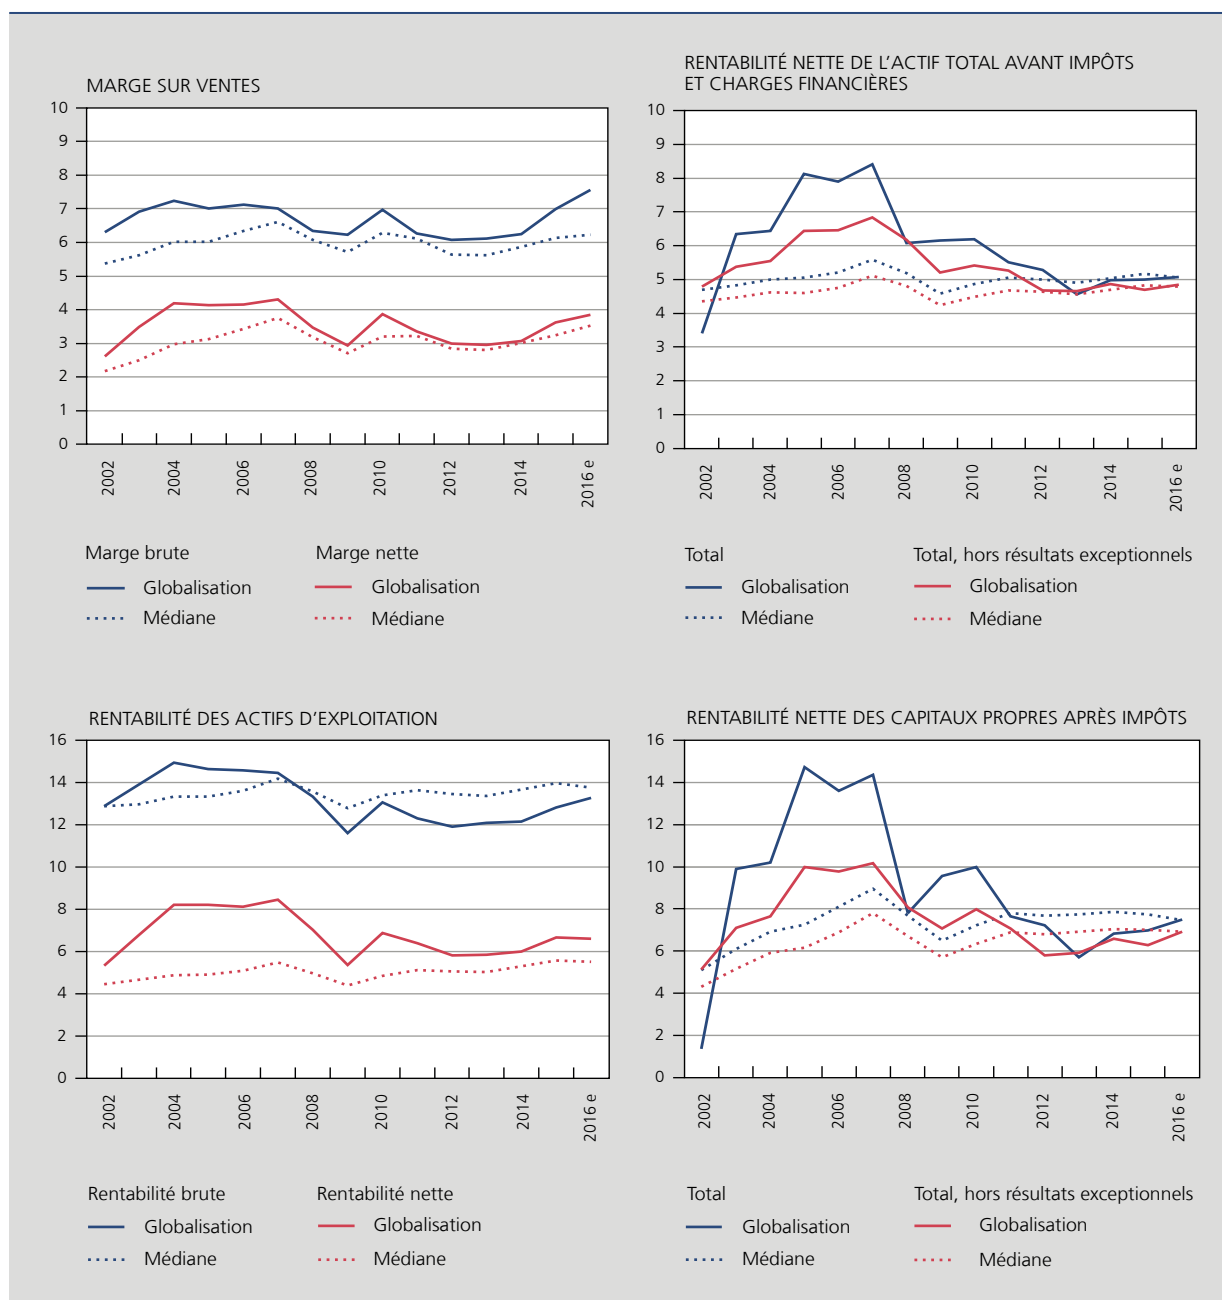 MARGE SUR VENTES
10
9
8
7
6
5
4
3
2
1
0
2002
2004
2006
2008
2010
2012
2014
2016 e
Marge brute
Globalisation
Médiane
Marge nette
Globalisation
Médiane
RENTABILITÉ NETTE DE L’ACTIF TOTAL AVANT IMPÔTS
ET CHARGES FINANCIÈRES
10
9
8
7
6
5
4
3
2
1
0
2002
2004
2006
2008
2010
2012
2014
2016 e
Total
Globalisation
Médiane
Total, hors résultats exceptionnels
Globalisation
Médiane
RENTABILITÉ DES ACTIFS D’EXPLOITATION
16
14
12
10
8
6
4
2
0
2002
2004
2006
2008
2010
2012
2014
2016 e
Rentabilité brute
Globalisation
Médiane
Rentabilité nette
Globalisation
Médiane
RENTABILITÉ NETTE DES CAPITAUX PROPRES APRÈS IMPÔTS
16
14
12
10
8
6
4
2
0
2002
2004
2006
2008
2010
2012
2014
2016 e
Total
Globalisation
Médiane
Total, hors résultats exceptionnels
Globalisation
Médiane